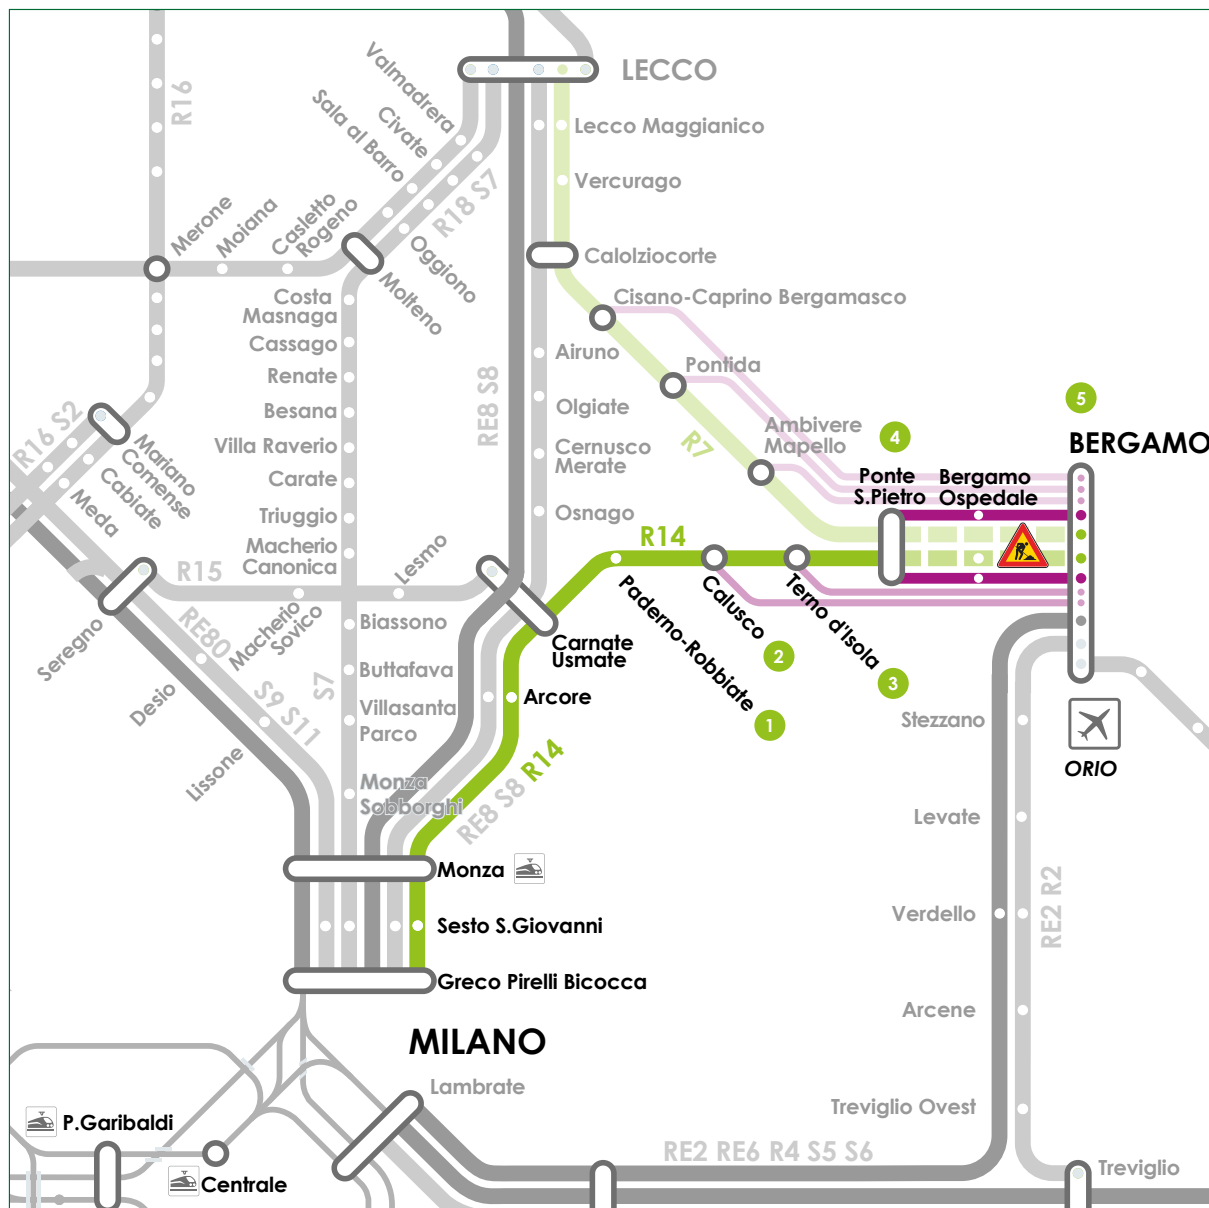 LECCO
R16
Valmadrera
Civate
Sala al Barro
R18 S7
Lecco Maggianico
Vercurago
Merone
Moiana
Casletto
Rogeno
Oggiono
Molteno
Calolziocorte
Cisano-Caprino Bergamasco
Costa
Masnaga
Cassago
Renate
Besana
Villa Raverio
Carate
Triuggio
Macherio
Canonica
RE8 S8
Airuno
Olgiate
Cernusco
Merate
Osnago
Pontida
R7
Ambivere
Mapello
4
5
BERGAMO
Ponte
S.Pietro
Bergamo
Ospedale
R16 S2
Mariano
Comense
Cabiate
Meda
R14
R15
Lesmo
Seregno
Macherio
Sovico
RE80
Biassono
Carnate
Usmate
Paderno-Robbiate
1
Calusco
2
Terno d'Isola
3
Buttafava
S7
S9 S11
Desio
Villasanta
Parco
Arcore
Lissone
Monza
Sobborghi
RE8 S8 R14
Stezzano
ORIO
Levate
Monza
Sesto S.Giovanni
Verdello
RE2 R2
Greco Pirelli Bicocca
Arcene
MILANO
Lambrate
Treviglio Ovest
P.Garibaldi
Centrale
RE2 RE6 R4 S5 S6
Treviglio